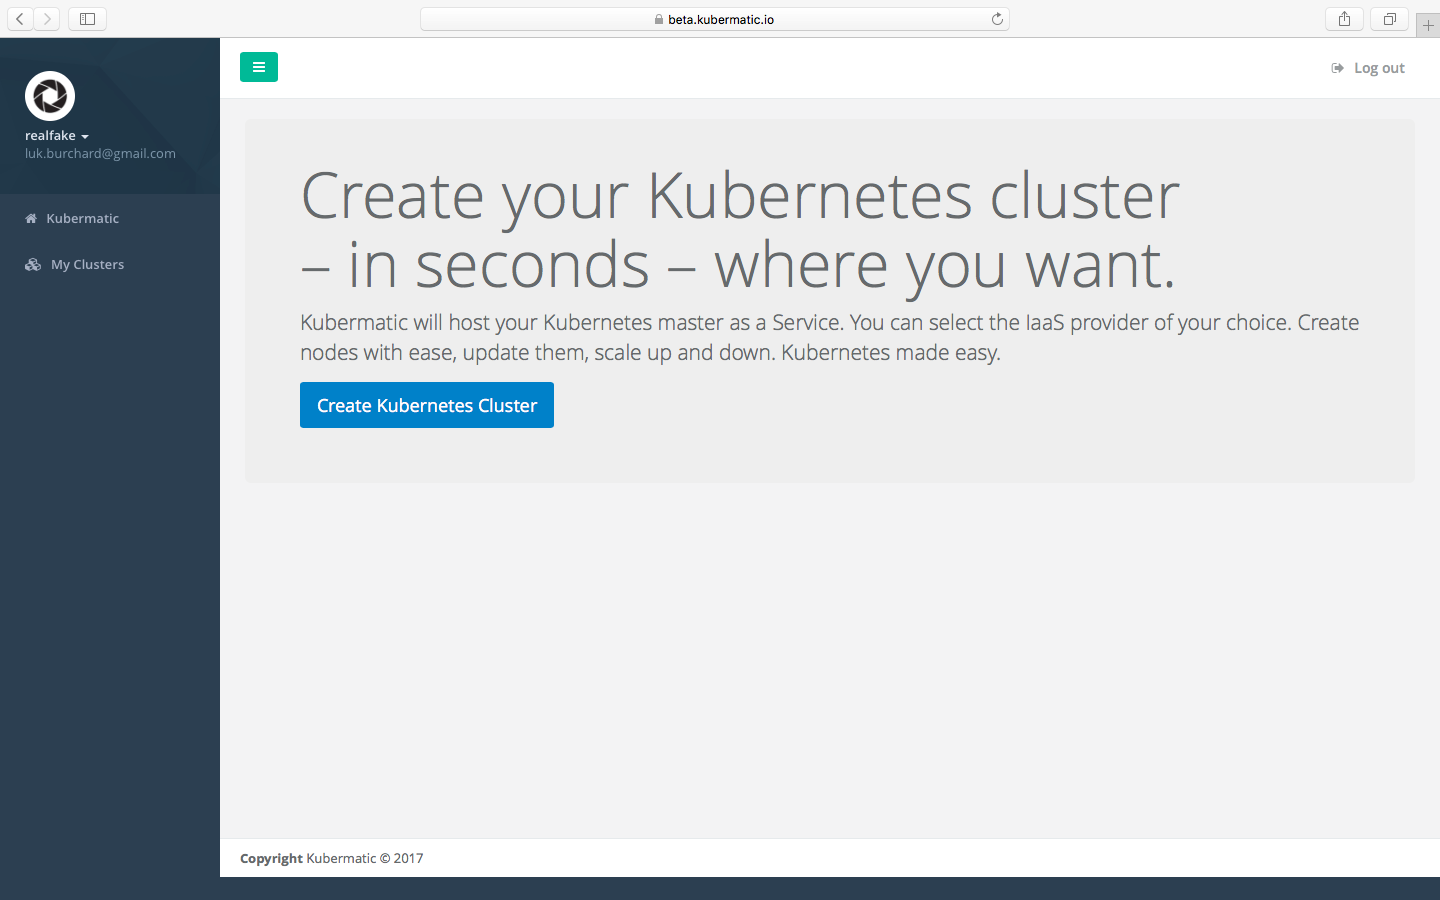 beta.kubermatic.io
realfake
luk.burchard@gmail.com
Kubermatic
My Clusters
Log out
Create your Kubernetes cluster
– in seconds – where you want.
Kubermatic will host your Kubernetes master as a Service. You can select the IaaS provider of your choice. Create
nodes with ease, update them, scale up and down. Kubernetes made easy.
Create Kubernetes Cluster
Copyright Kubermatic © 2017